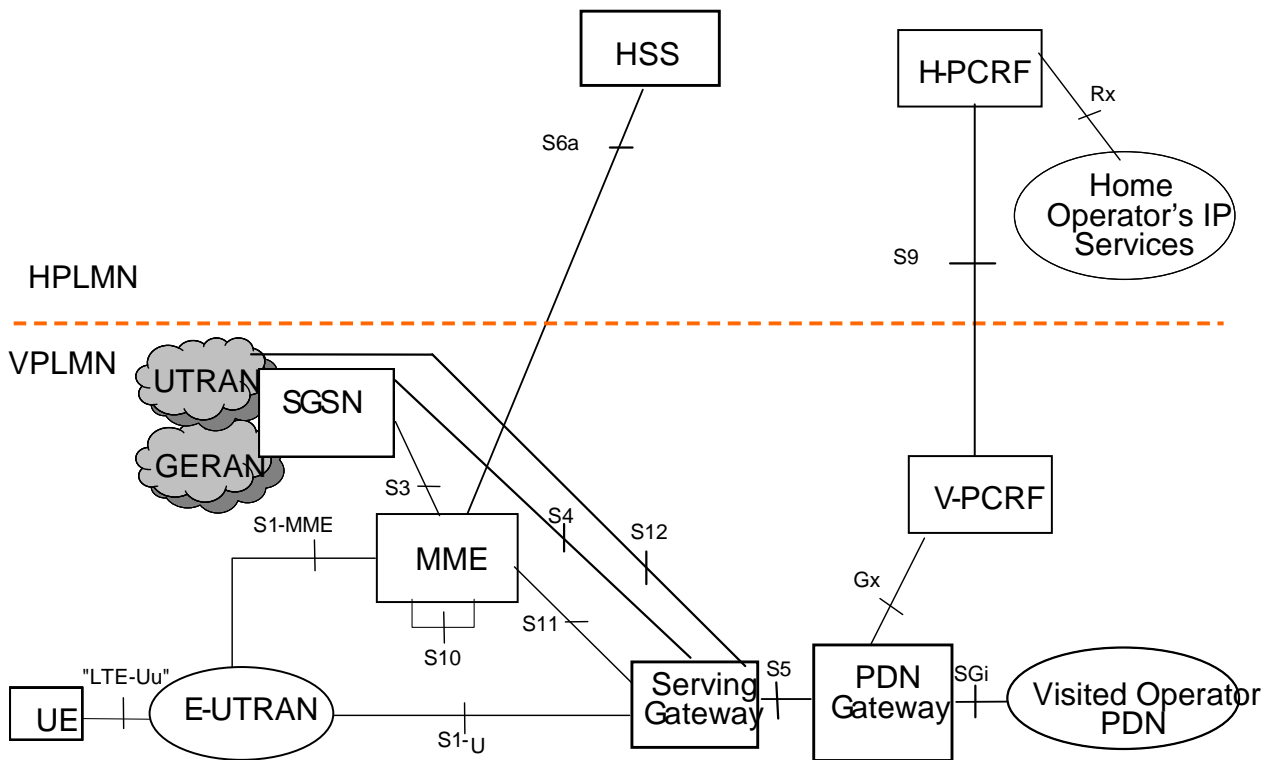 HSS
H-PCRF
Rx
S6a
Home
Operator's IP
Services
S9
HPLMN
VPLMN
UTRAN
SGSN
GERAN
S3
V-PCRF
S1-MME
S4
S12
MME
Gx
S11
S10
"LTE-Uu"
UE
E-UTRAN
S1-U
Serving
Gateway
S5
PDN
Gateway
SGi
Visited Operator
PDN